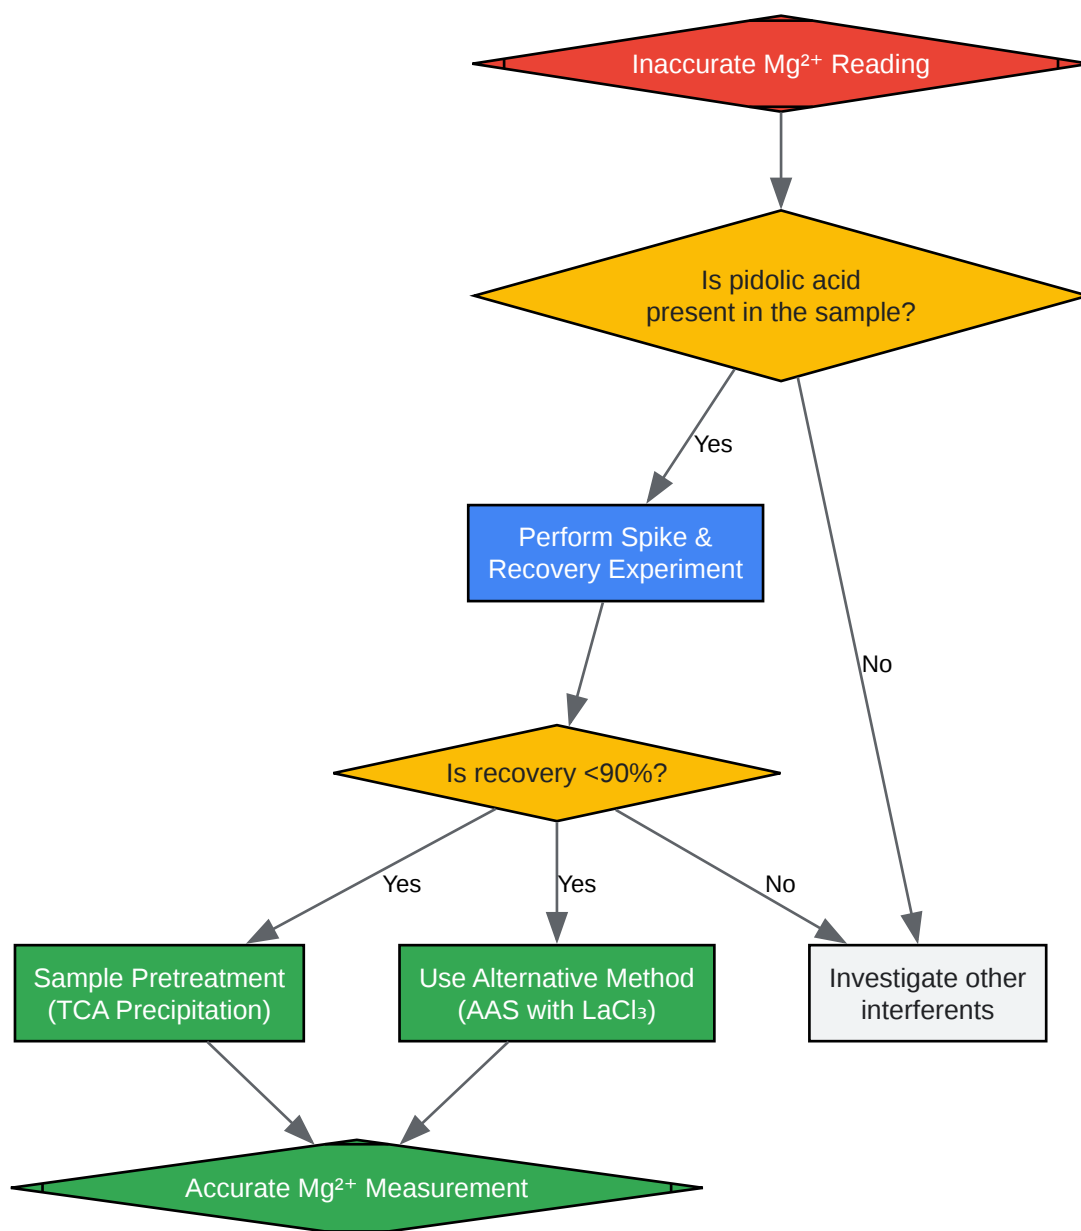 Inaccurate Mg²⁺ Reading
Is pidolic acid
present in the sample?
Yes
Perform Spike &
Recovery Experiment
No
Is recovery <90%?
Yes
Yes
No
Sample Pretreatment
(TCA Precipitation)
Use Alternative Method
(AAS with LaCl₃)
Investigate other
interferents
Accurate Mg²⁺ Measurement